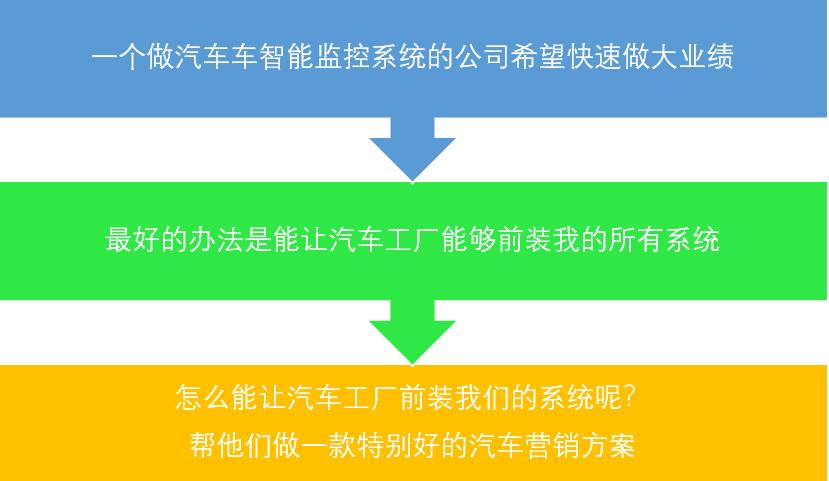 一个做汽车车智能监控系统的公司希望快速做大业绩
最好的办法是能让汽车工厂能够前装我的所有系统
怎么能让汽车工厂前装我们的系统呢？
帮他们做一款特别好的汽车营销方案